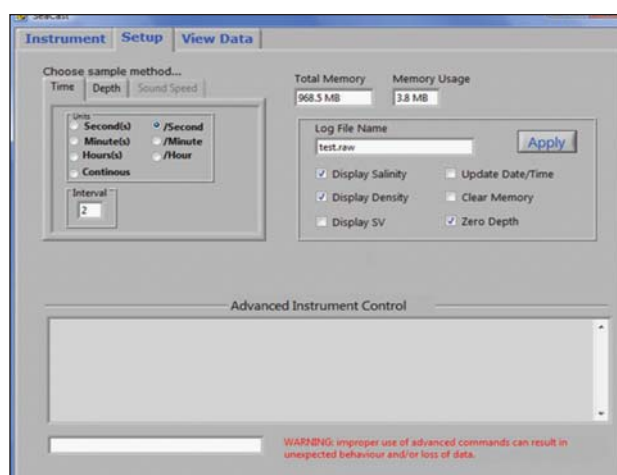 SeaCast
Instrument
Setup
View Data
Choose sample method...
Time
Depth
Sound Speed
Units
Second(s)
/Second
Minute(s)
/Minute
Hours(s)
/Hour
Continous
Interval
2
Total Memory
Memory Usage
968.5 MB
3.8 MB
Log File Name
test.raw
Apply
Display Salinity
Update Date/Time
Display Density
Clear Memory
Display SV
Zero Depth
Advanced Instrument Control
WARNING: improper use of advanced commands can result in
unexpected behaviour and/or loss of data.